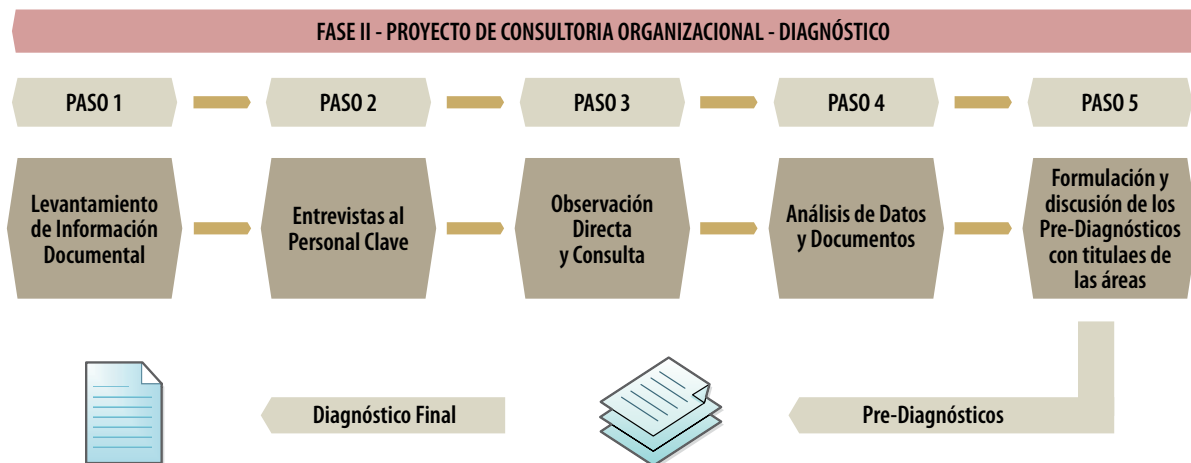 FASE II - PROYECTO DE CONSULTORIA ORGANIZACIONAL - DIAGNÓSTICO
PASO 1
PASO 2
PASO 3
PASO 4
PASO 5
Levantamiento
de Información
Documental
Entrevistas al
Personal Clave
Observación
Directa
y Consulta
Análisis de Datos
y Documentos
Formulación y
discusión de los
Pre-Diagnósticos
con titulaes de
las áreas
Diagnóstico Final
Pre-Diagnósticos